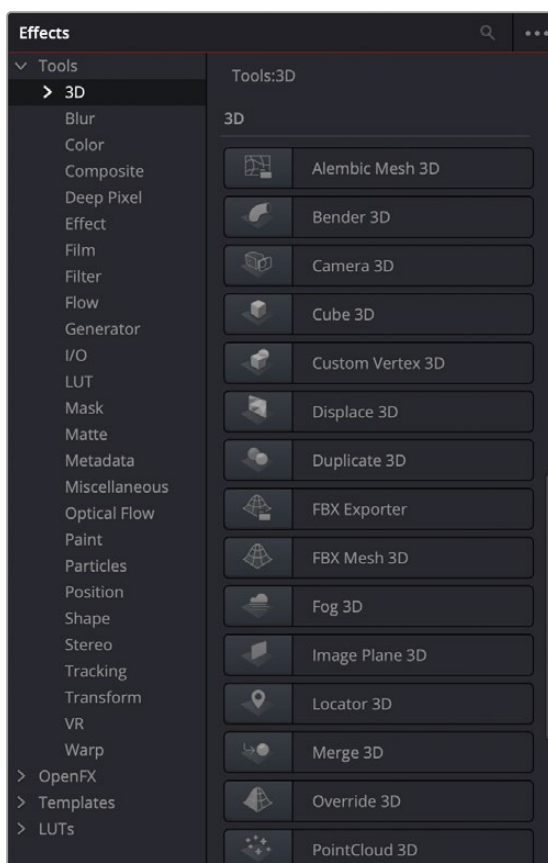 Effects
Tools
3D
Blur
Color
Composite
Deep Pixel
Effect
Film
Filter
Flow
Generator
I/O
LUT
Mask
Matte
Metadata
Miscellaneous
Optical Flow
Paint
Particles
Position
Shape
Stereo
Tracking
Transform
VR
Warp
OpenFX
Templates
LUTs
Tools:3D
3D
Alembic Mesh 3D
Bender 3D
Camera 3D
Cube 3D
Custom Vertex 3D
Displace 3D
Duplicate 3D
FBX Exporter
FBX Mesh 3D
Fog 3D
Image Plane 3D
Locator 3D
Merge 3D
Override 3D
PointCloud 3D